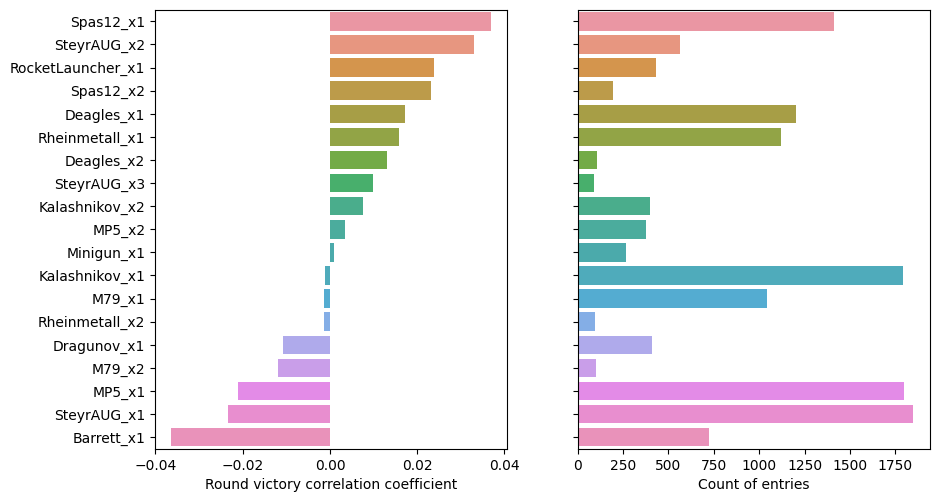 Spas12_x1
SteyrAUG_x2
RocketLauncher_x1
Spas12_x2
Deagles_x1
Rheinmetall_x1
Deagles_x2
SteyrAUG_x3
Kalashnikov_x2
MP5_x2
Minigun_x1
Kalashnikov_x1
M79_x1
Rheinmetall_x2
Dragunov_x1
M79_x2
MP5_x1
SteyrAUG_x1
Barrett_x1
−0.04 −0.02 0.00 0.02 0.04
Round victory correlation coefficient
0 250 500 750 1000 1250 1500 1750
Count of entries